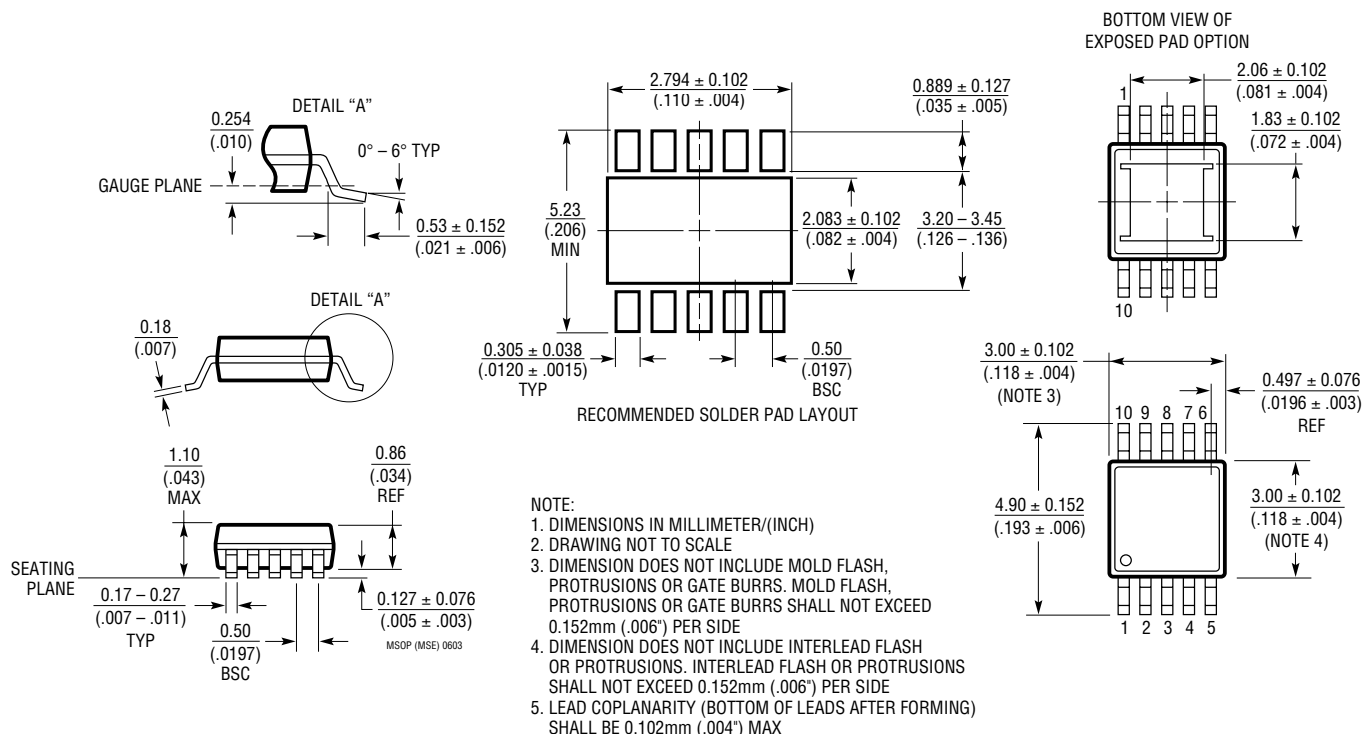 DETAIL “A”
0.254
(.010)
0° – 6° TYP
GAUGE PLANE
0.53 ± 0.152
(.021 ± .006)
DETAIL “A”
0.18
(.007)
1.10
(.043)
MAX
0.86
(.034)
REF
SEATING
PLANE
0.17 – 0.27
(.007 – .011)
TYP
0.50
(.0197)
BSC
0.127 ± 0.076
(.005 ± .003)
MSOP (MSE) 0603
2.794 ± 0.102
(.110 ± .004)
0.889 ± 0.127
(.035 ± .005)
5.23
(.206)
MIN
2.083 ± 0.102
(.082 ± .004)
3.20 – 3.45
(.126 – .136)
0.305 ± 0.038
(.0120 ± .0015)
TYP
0.50
(.0197)
BSC
RECOMMENDED SOLDER PAD LAYOUT
BOTTOM VIEW OF
EXPOSED PAD OPTION
2.06 ± 0.102
(.081 ± .004)
1
1.83 ± 0.102
(.072 ± .004)
10
3.00 ± 0.102
(.118 ± .004)
(NOTE 3)
0.497 ± 0.076
(.0196 ± .003)
REF
10 9 8 7 6
4.90 ± 0.152
(.193 ± .006)
3.00 ± 0.102
(.118 ± .004)
(NOTE 4)
1 2 3 4 5
NOTE:
1. DIMENSIONS IN MILLIMETER/(INCH)
2. DRAWING NOT TO SCALE
3. DIMENSION DOES NOT INCLUDE MOLD FLASH,
PROTRUSIONS OR GATE BURRS. MOLD FLASH,
PROTRUSIONS OR GATE BURRS SHALL NOT EXCEED
0.152mm (.006") PER SIDE
4. DIMENSION DOES NOT INCLUDE INTERLEAD FLASH
OR PROTRUSIONS. INTERLEAD FLASH OR PROTRUSIONS
SHALL NOT EXCEED 0.152mm (.006") PER SIDE
5. LEAD COPLANARITY (BOTTOM OF LEADS AFTER FORMING)
SHALL BE 0.102mm (.004") MAX